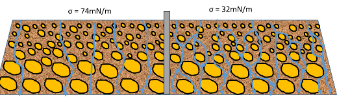 σ = 74mN/m
σ = 32mN/m